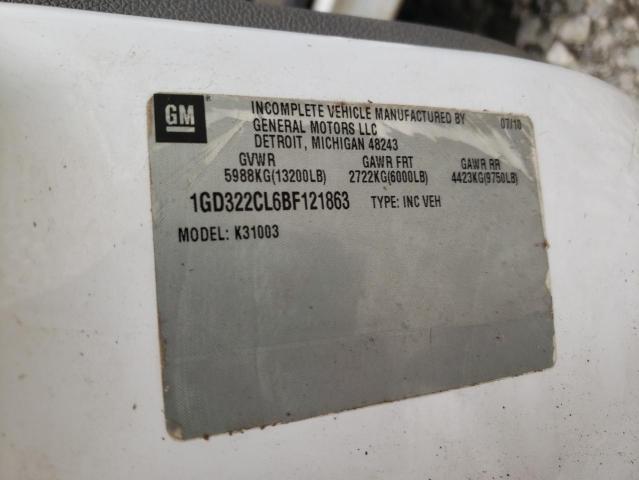 GM ® INCOMPLETE VEHICLE MANUFACTURED BY 07/10
GENERAL MOTORS LLC
DETROIT, MICHIGAN 48243
GVWR GAWR FRT GAWR RR
5988KG(13200LB) 2722KG(6000LB) 4423KG(9750LB)
1GD322CL6BF121863 TYPE: INC VEH
MODEL: K31003